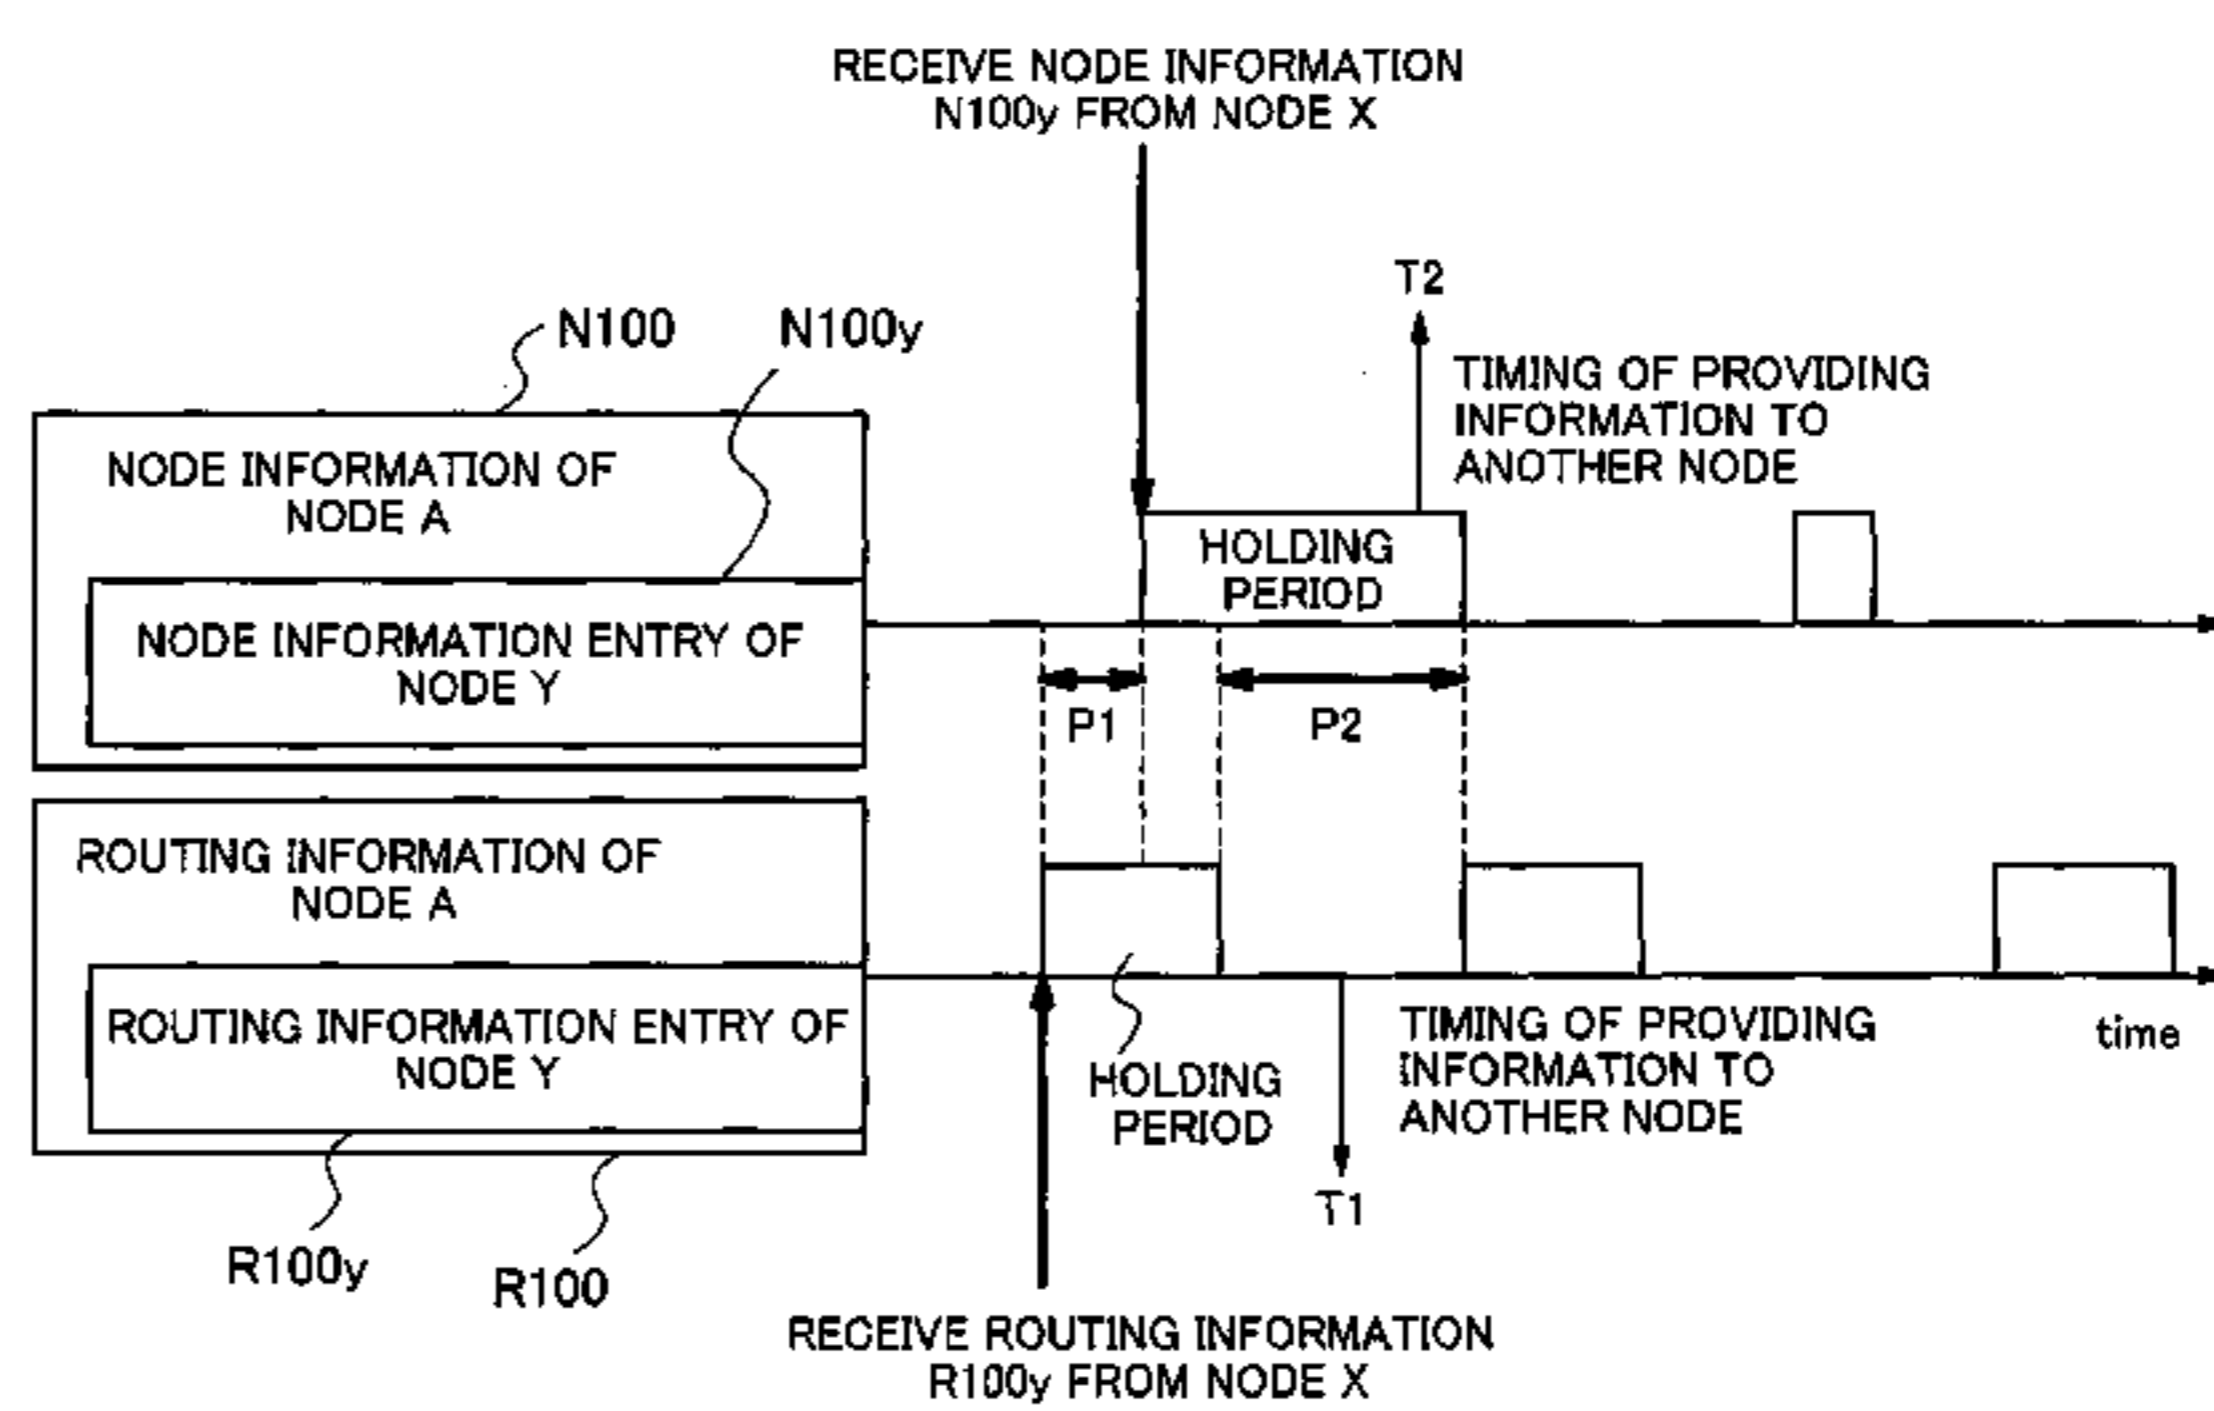 RECEIVE NODE INFORMATION
N100y FROM NODE X
T2
N100
N100y
TIMING OF PROVIDING
INFORMATION TO
ANOTHER NODE
NODE INFORMATION OF
NODE A
HOLDING
PERIOD
NODE INFORMATION ENTRY OF
NODE Y
P1
P2
ROUTING INFORMATION OF
NODE A
ROUTING INFORMATION ENTRY OF
NODE Y
HOLDING
PERIOD
TIMING OF PROVIDING
INFORMATION TO
ANOTHER NODE
time
T1
R100y
R100
RECEIVE ROUTING INFORMATION
R100y FROM NODE X